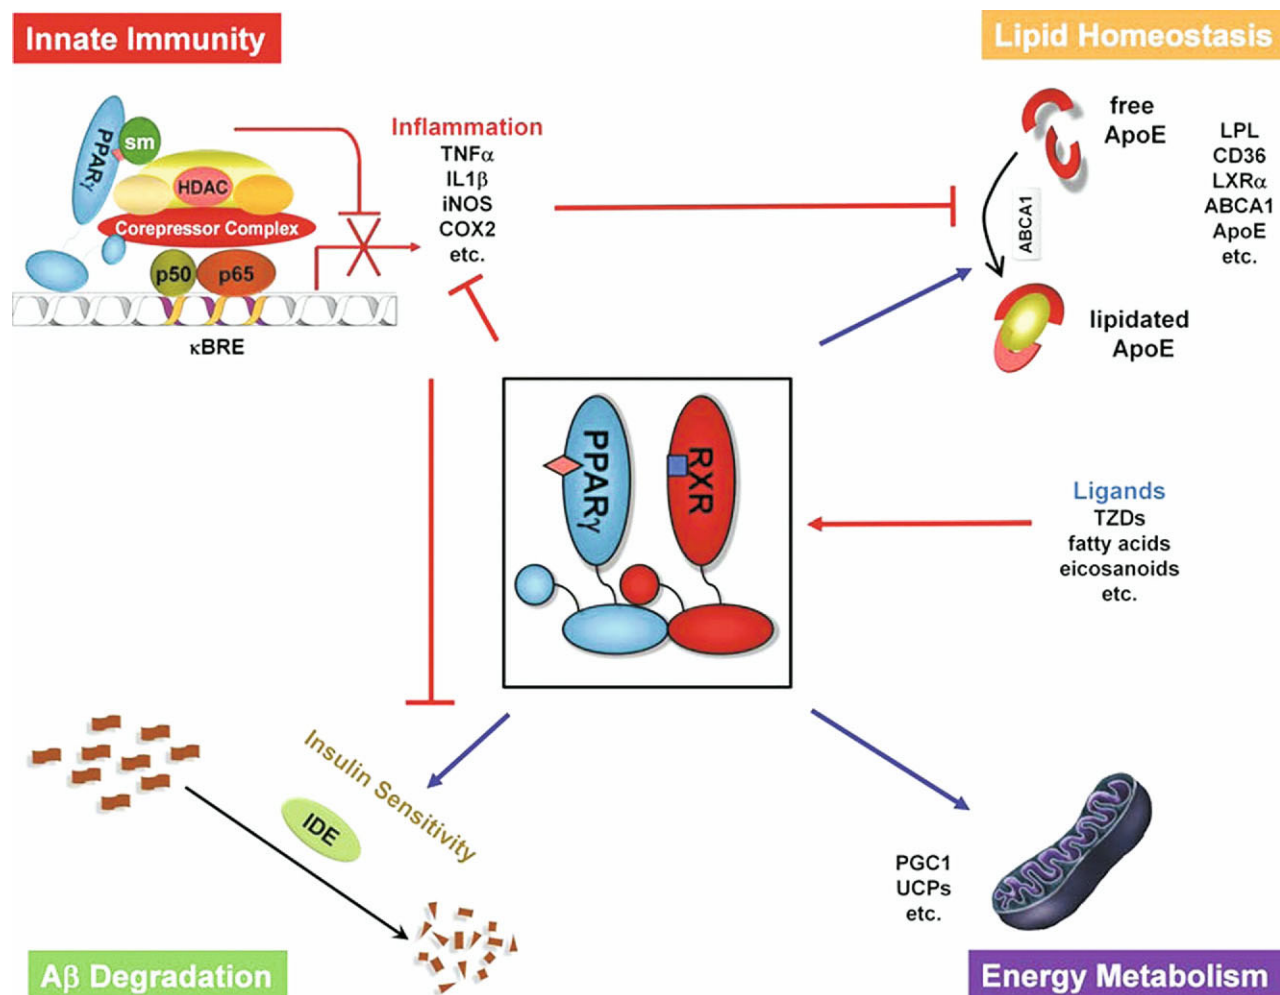 Innate Immunity
PPARγ
sm
HDAC
Corepressor Complex
p50
p65
κBRE
Inflammation
TNFα
IL1β
iNOS
COX2
etc.
Lipid Homeostasis
free
ApoE
ABCA1
lipidated
ApoE
LPL
CD36
LXRα
ABCA1
ApoE
etc.
PPARγ
RXR
Ligands
TZDs
fatty acids
eicosanoids
etc.
Insulin Sensitivity
IDE
Aβ Degradation
PGC1
UCPs
etc.
Energy Metabolism